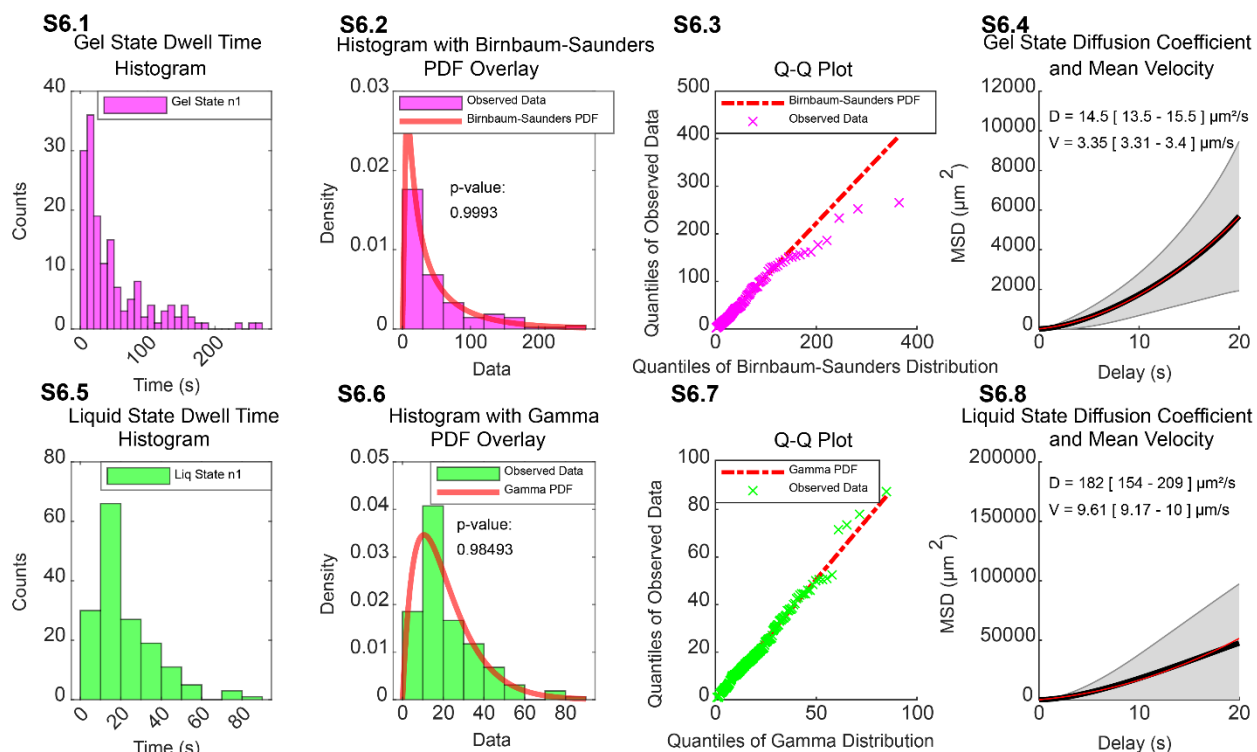 S6.1
Gel State Dwell Time
Histogram
Gel State n1
Counts
40
30
20
10
0
0
100
200
Time (s)
S6.2
Histogram with Birnbaum-Saunders
PDF Overlay
Observed Data
Birnbaum-Saunders PDF
p-value:
0.9993
Density
0.03
0.02
0.01
0
0
100
200
Data
S6.3
Q-Q Plot
Birnbaum-Saunders PDF
Observed Data
Quantiles of Observed Data
500
400
300
200
100
0
0
200
400
Quantiles of Birnbaum-Saunders Distribution
S6.4
Gel State Diffusion Coefficient
and Mean Velocity
D = 14.5 [ 13.5 - 15.5 ] µm²/s
V = 3.35 [ 3.31 - 3.4 ] µm/s
MSD (µm ²)
12000
10000
8000
6000
4000
2000
0
0
10
20
Delay (s)
S6.5
Liquid State Dwell Time
Histogram
Liq State n1
Counts
80
60
40
20
0
0
20
40
60
80
Time (s)
S6.6
Histogram with Gamma
PDF Overlay
Observed Data
Gamma PDF
p-value:
0.98493
Density
0.05
0.04
0.03
0.02
0.01
0
0
20
40
60
80
Data
S6.7
Q-Q Plot
Gamma PDF
Observed Data
Quantiles of Observed Data
100
80
60
40
20
0
0
50
100
Quantiles of Gamma Distribution
S6.8
Liquid State Diffusion Coefficient
and Mean Velocity
D = 182 [ 154 - 209 ] µm²/s
V = 9.61 [ 9.17 - 10 ] µm/s
MSD (µm ²)
200000
150000
100000
50000
0
0
10
20
Delay (s)